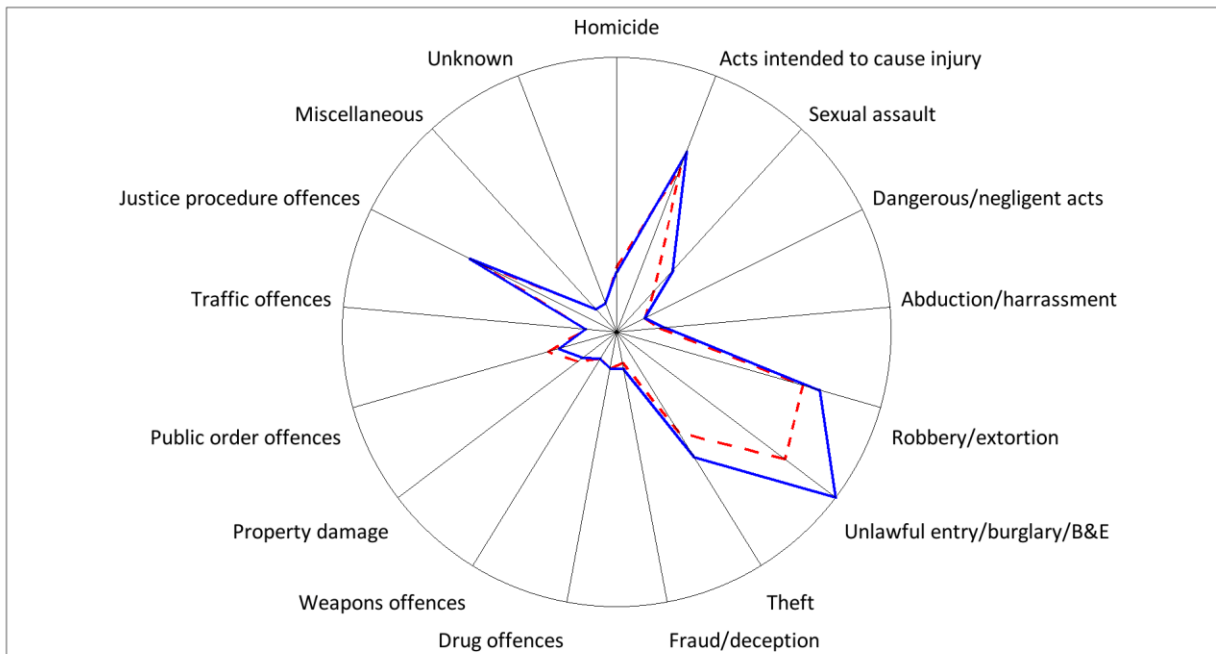 Homicide
Acts intended to cause injury
Sexual assault
Dangerous/negligent acts
Abduction/harrassment
Robbery/extortion
Unlawful entry/burglary/B&E
Theft
Fraud/deception
Drug offences
Weapons offences
Property damage
Public order offences
Traffic offences
Justice procedure offences
Miscellaneous
Unknown